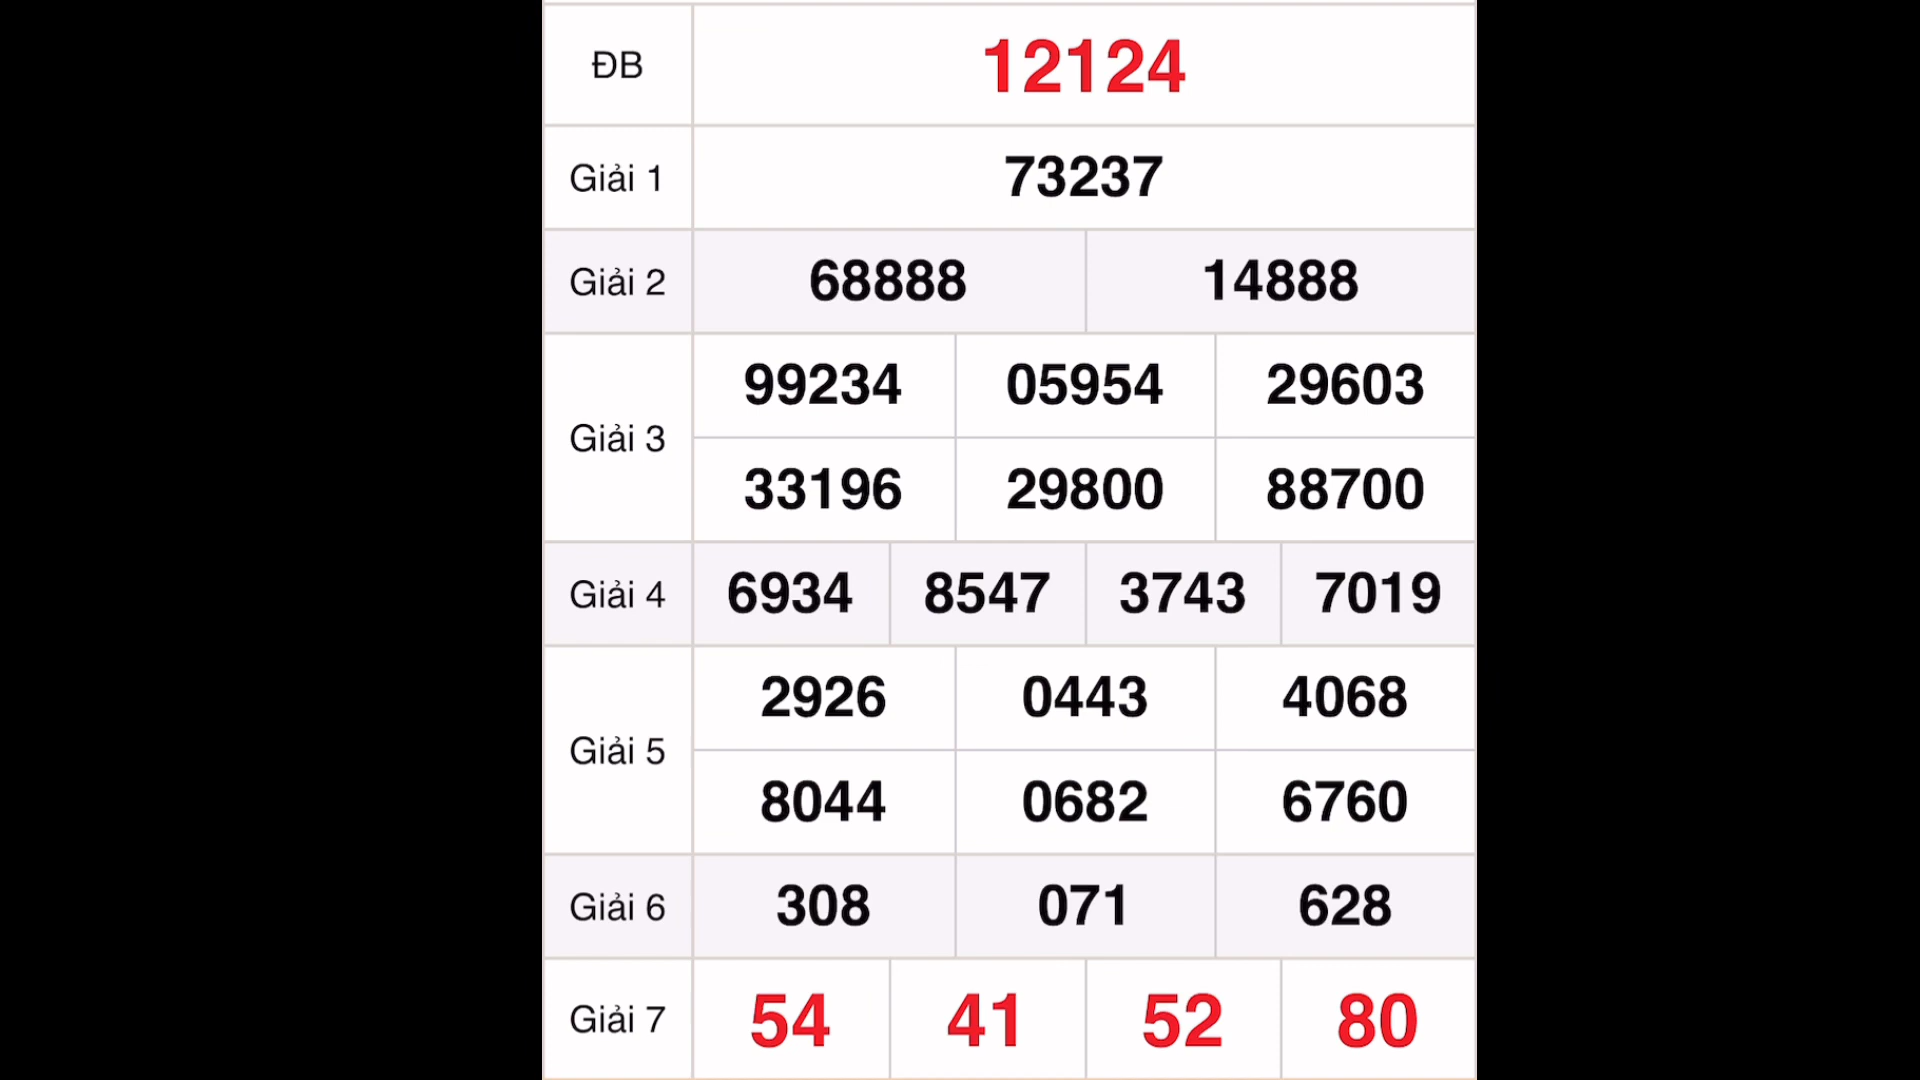 ĐB 12124
Giải 1 73237
Giải 2 68888 14888
Giải 3 99234 05954 29603
33196 29800 88700
Giải 4 6934 8547 3743 7019
Giải 5 2926 0443 4068
8044 0682 6760
Giải 6 308 071 628
Giải 7 54 41 52 80